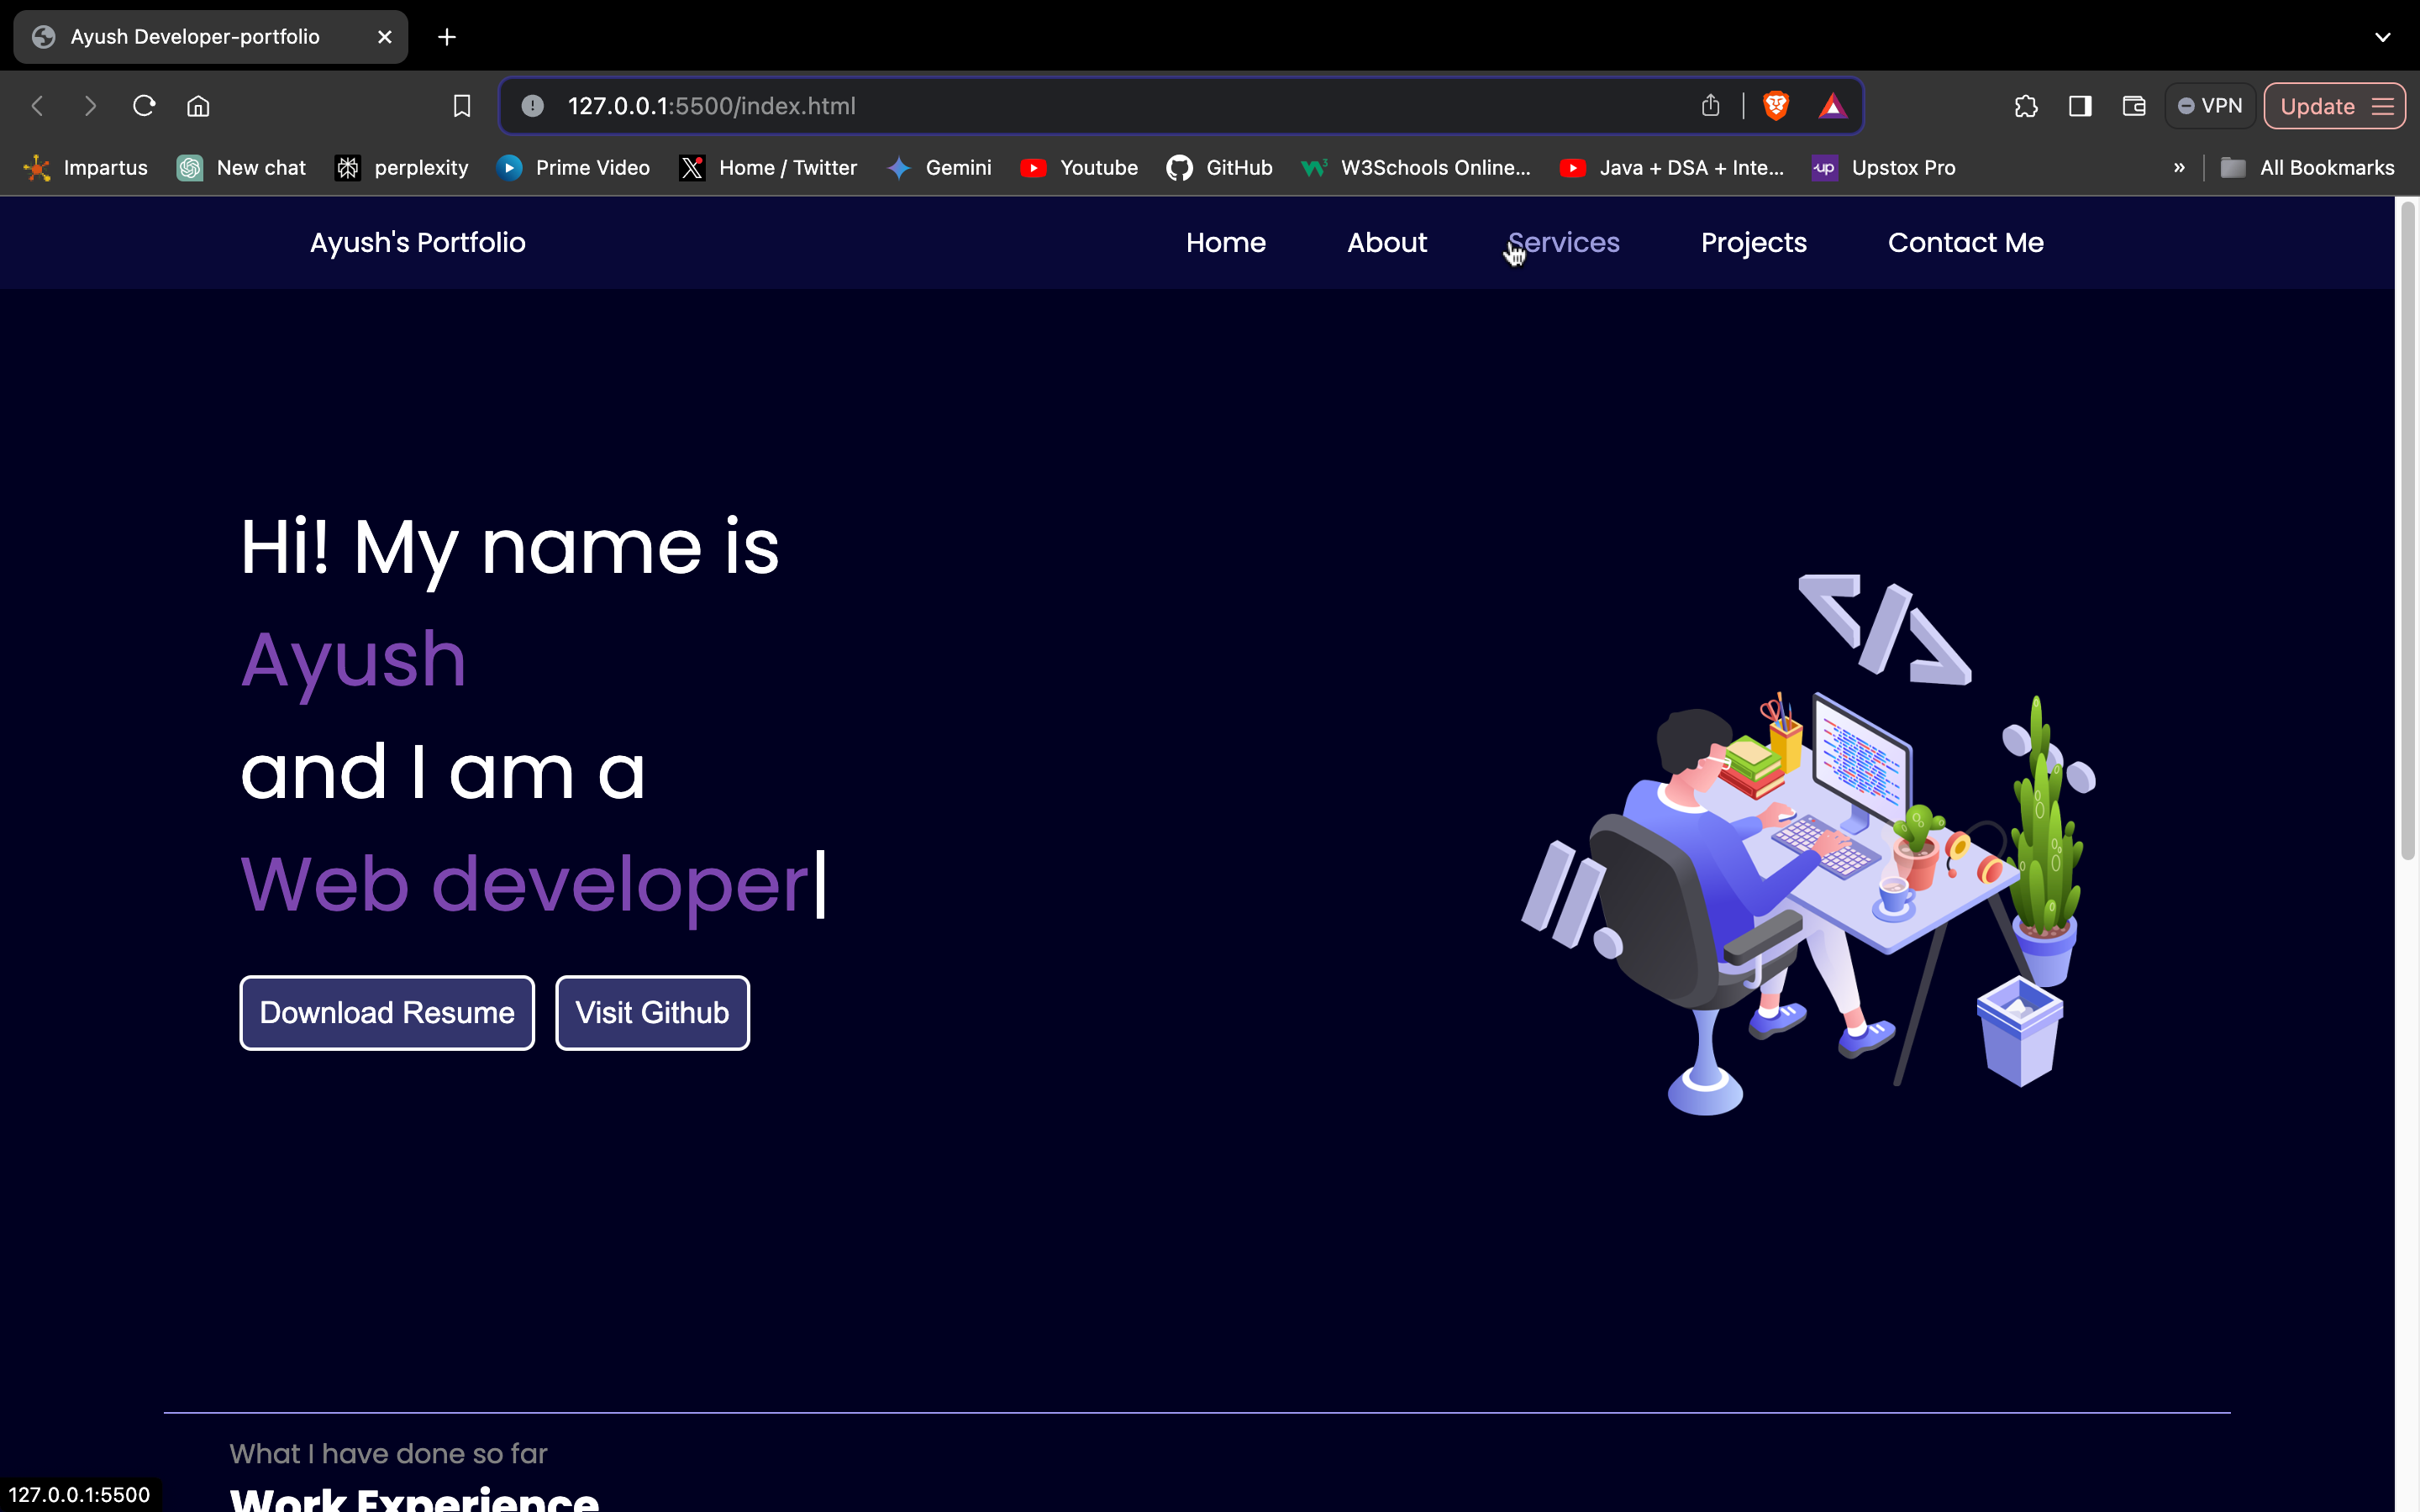 Ayush Developer-portfolio
127.0.0.1:5500/index.html
VPN
Update
Impartus
New chat
perplexity
Prime Video
Home / Twitter
Gemini
Youtube
GitHub
W3Schools Online...
Java + DSA + Inte...
up
Upstox Pro
»
All Bookmarks
Ayush's Portfolio
Home
About
Services
Projects
Contact Me
Hi! My name is
Ayush
and I am a
Web developer
</>
Download Resume
Visit Github
What I have done so far
Work Experience
127.0.0.1:5500